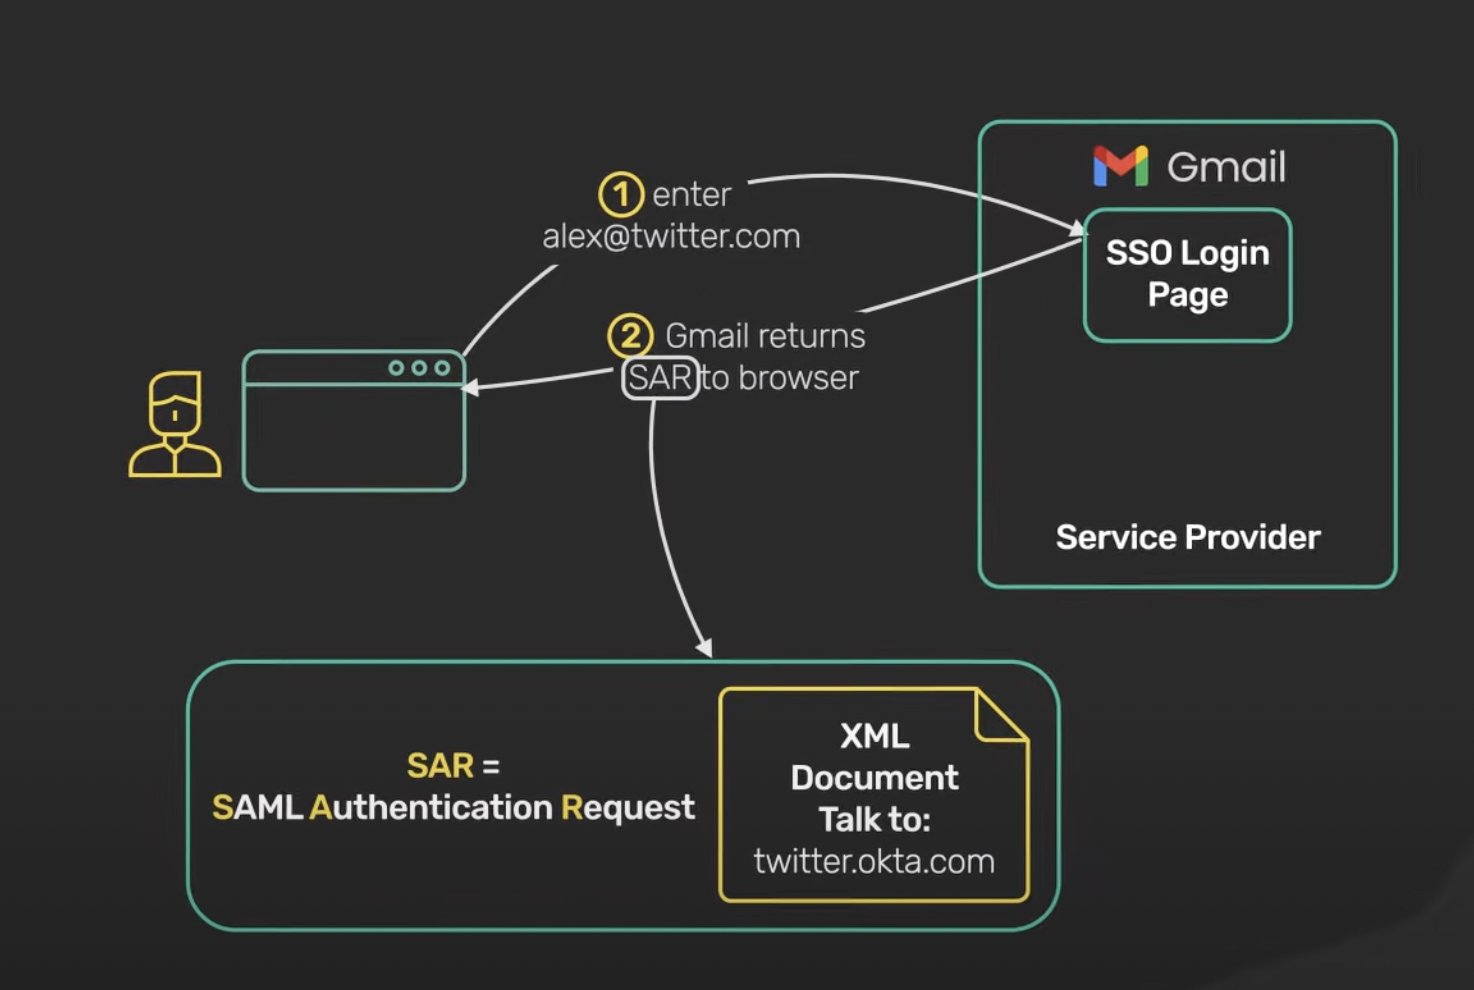 Gmail
1 enter
alex@twitter.com
SSO Login
Page
2 Gmail returns
SAR to browser
Service Provider
SAR =
SAML Authentication Request
XML
Document
Talk to:
twitter.okta.com